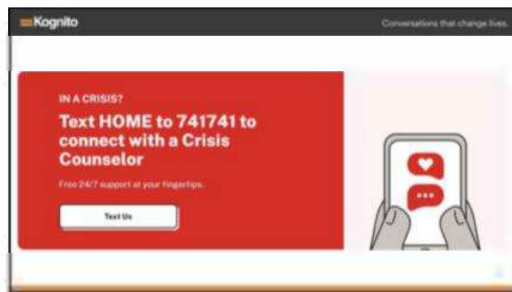 Kognito
Conversations that change lives.
IN A CRISIS?
Text HOME to 741741 to
connect with a Crisis
Counselor
Free 24/7 support at your fingertips.
Text Us